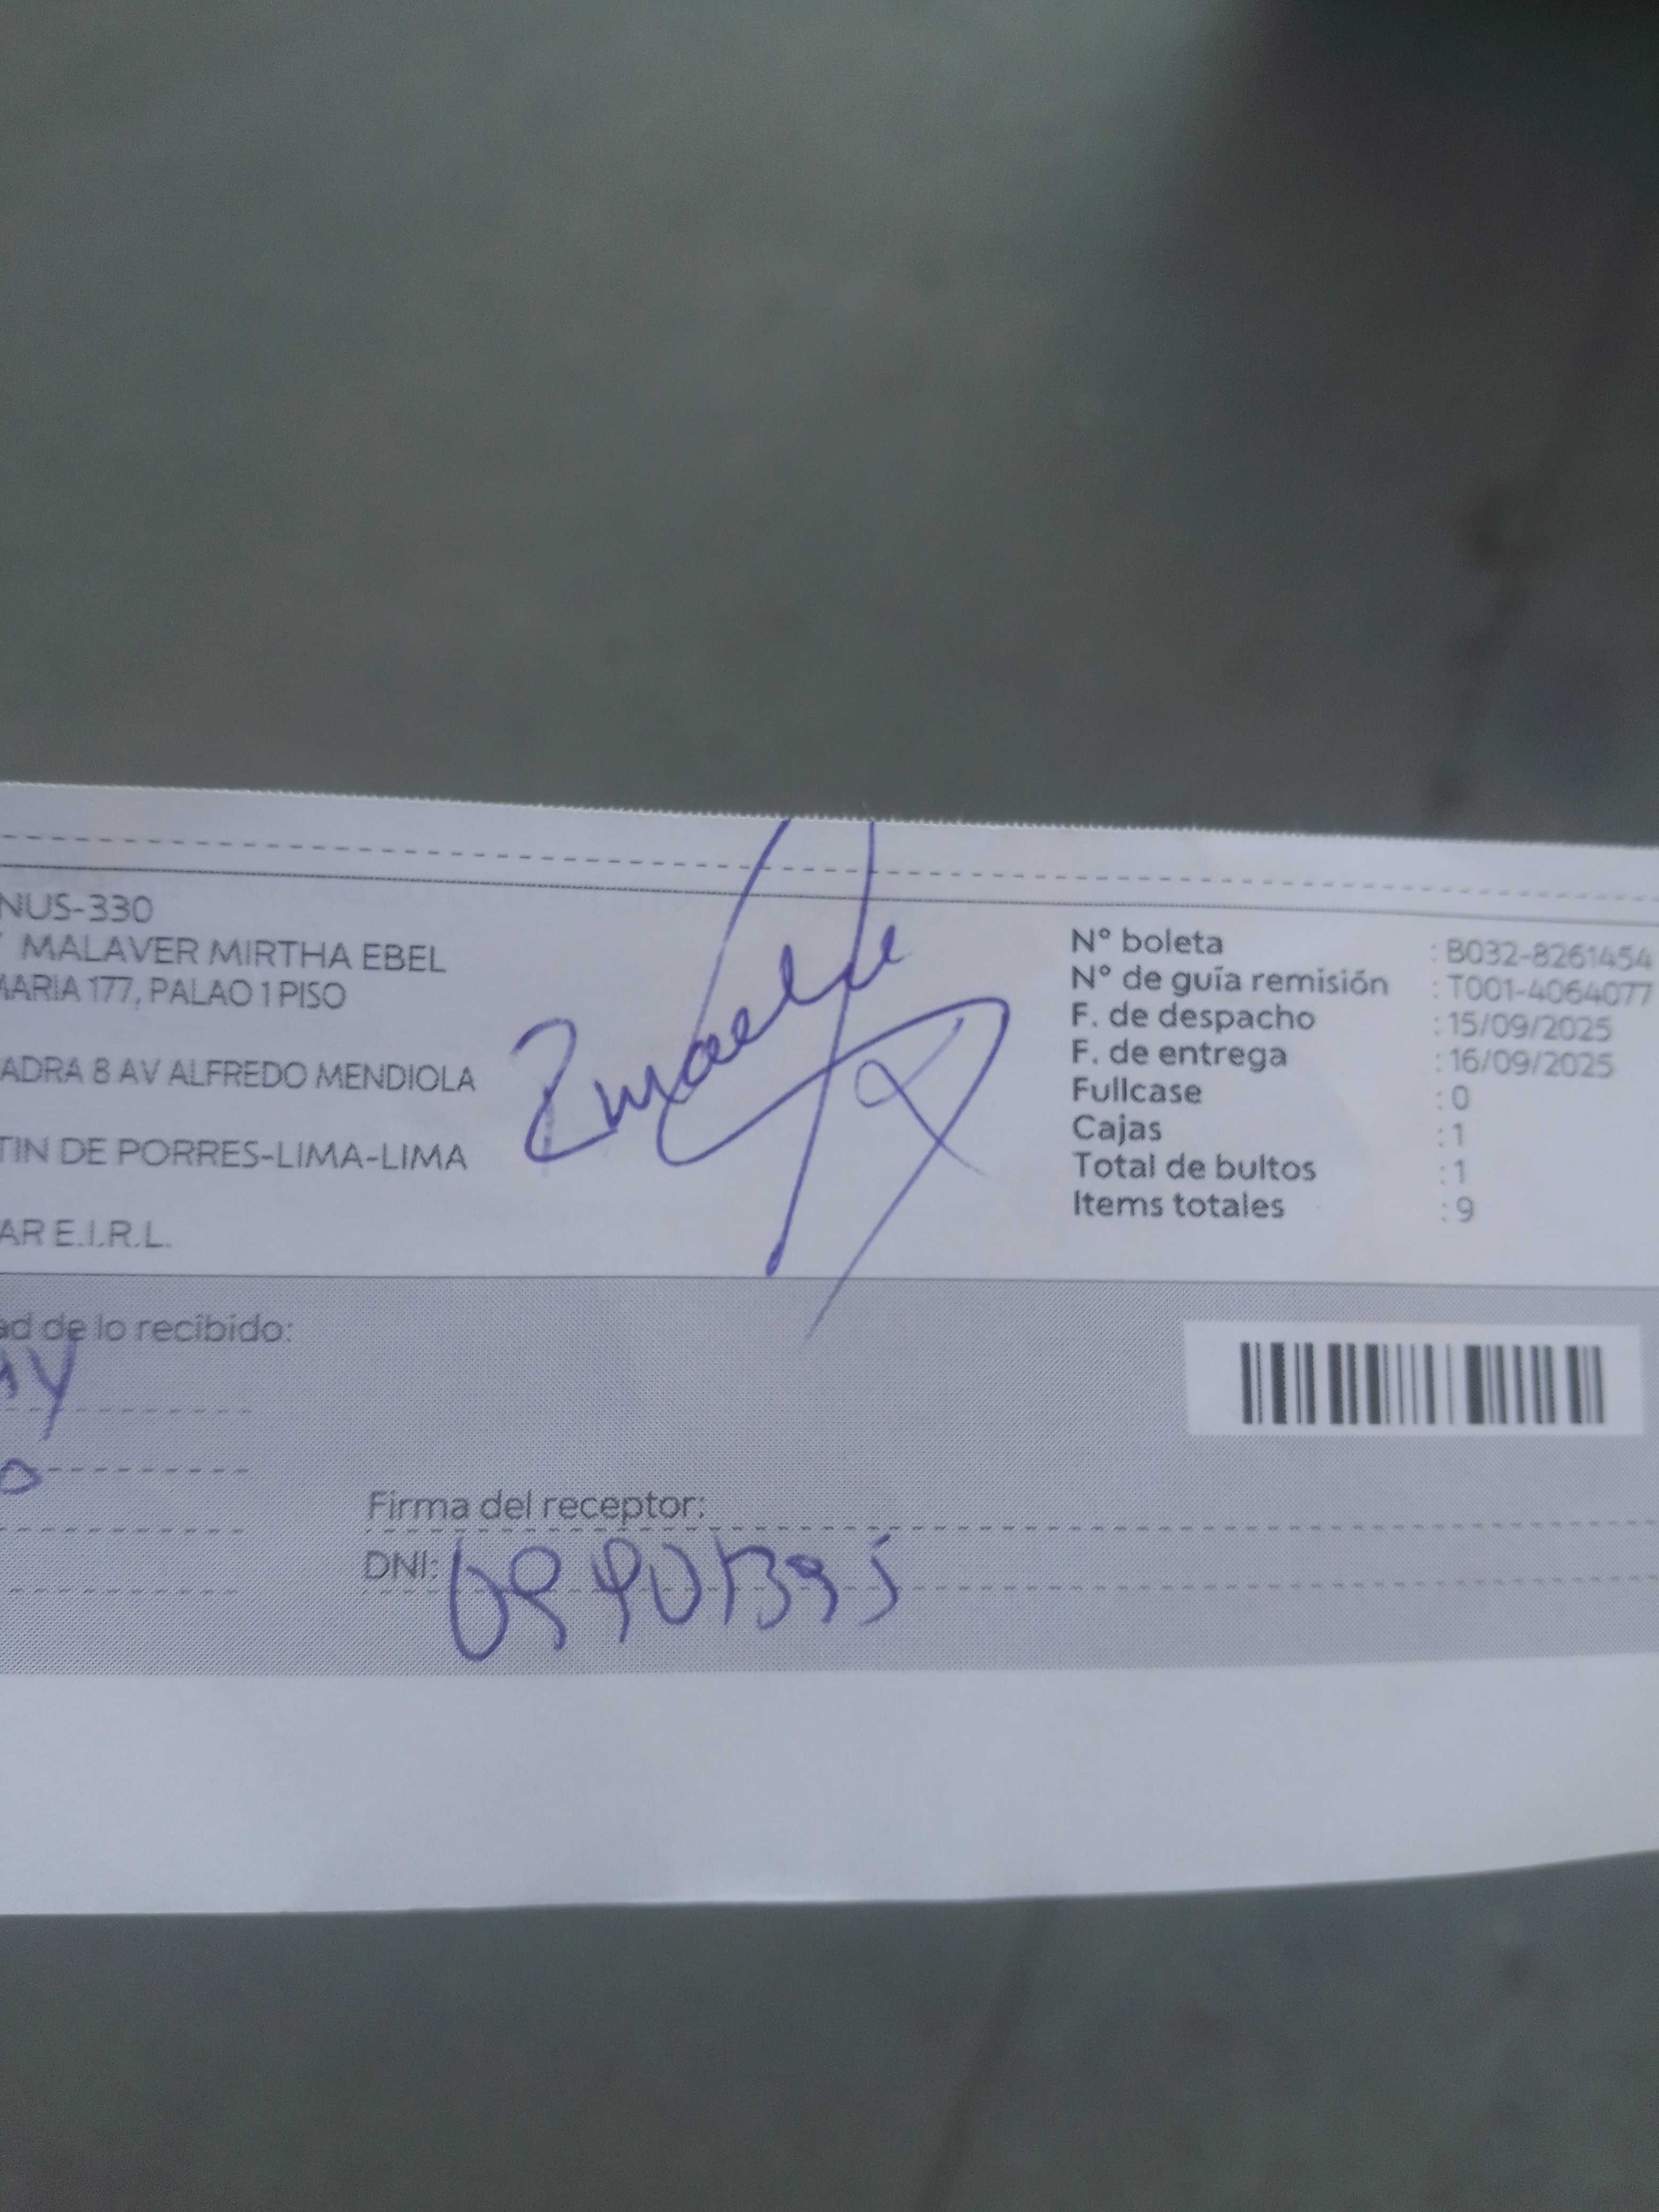 NUS-330
MALAVER MIRTHA EBEL
MARIA 177, PALAO 1 PISO
ADRA 8 AV ALFREDO MENDIOLA
TIN DE PORRES-LIMA-LIMA
AR E.I.R.L.
Nº boleta : B032-8261454
Nº de guía remisión : T001-4064077
F. de despacho : 15/09/2025
F. de entrega : 16/09/2025
Fullcase : 0
Cajas : 1
Total de bultos : 1
Items totales : 9
ad de lo recibido:
Firma del receptor:
DNI: